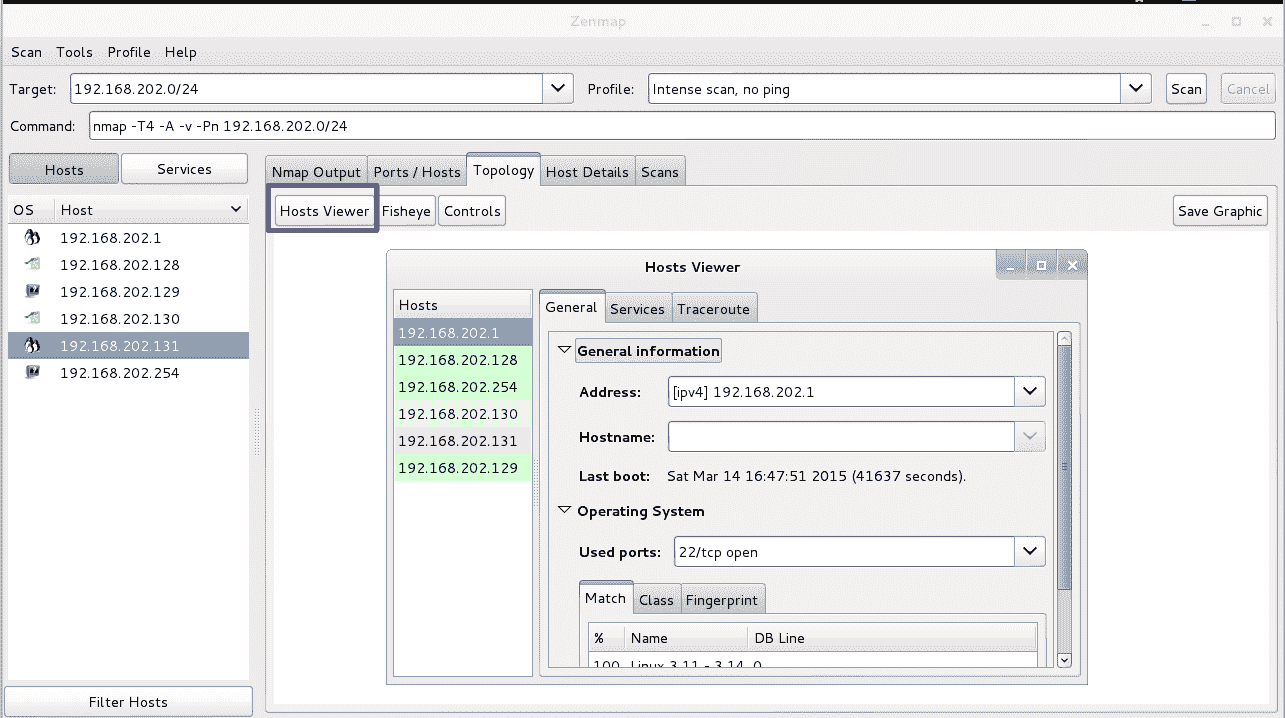 Zenmap
Scan Tools Profile Help
Target: 192.168.202.0/24 Profile: Intense scan, no ping Scan Cancel
Command: nmap -T4 -A -v -Pn 192.168.202.0/24
Hosts Services
Nmap Output Ports / Hosts Topology Host Details Scans
OS Host
Hosts Viewer Fisheye Controls Save Graphic
192.168.202.1
192.168.202.128
192.168.202.129
192.168.202.130
192.168.202.131
192.168.202.254
Filter Hosts
Hosts Viewer
Hosts
192.168.202.1
192.168.202.128
192.168.202.254
192.168.202.130
192.168.202.131
192.168.202.129
General Services Traceroute
General information
Address: [ipv4] 192.168.202.1
Hostname:
Last boot: Sat Mar 14 16:47:51 2015 (41637 seconds).
Operating System
Used ports: 22/tcp open
Match Class Fingerprint
% Name DB Line
100 Linux 3.11 - 3.14 0